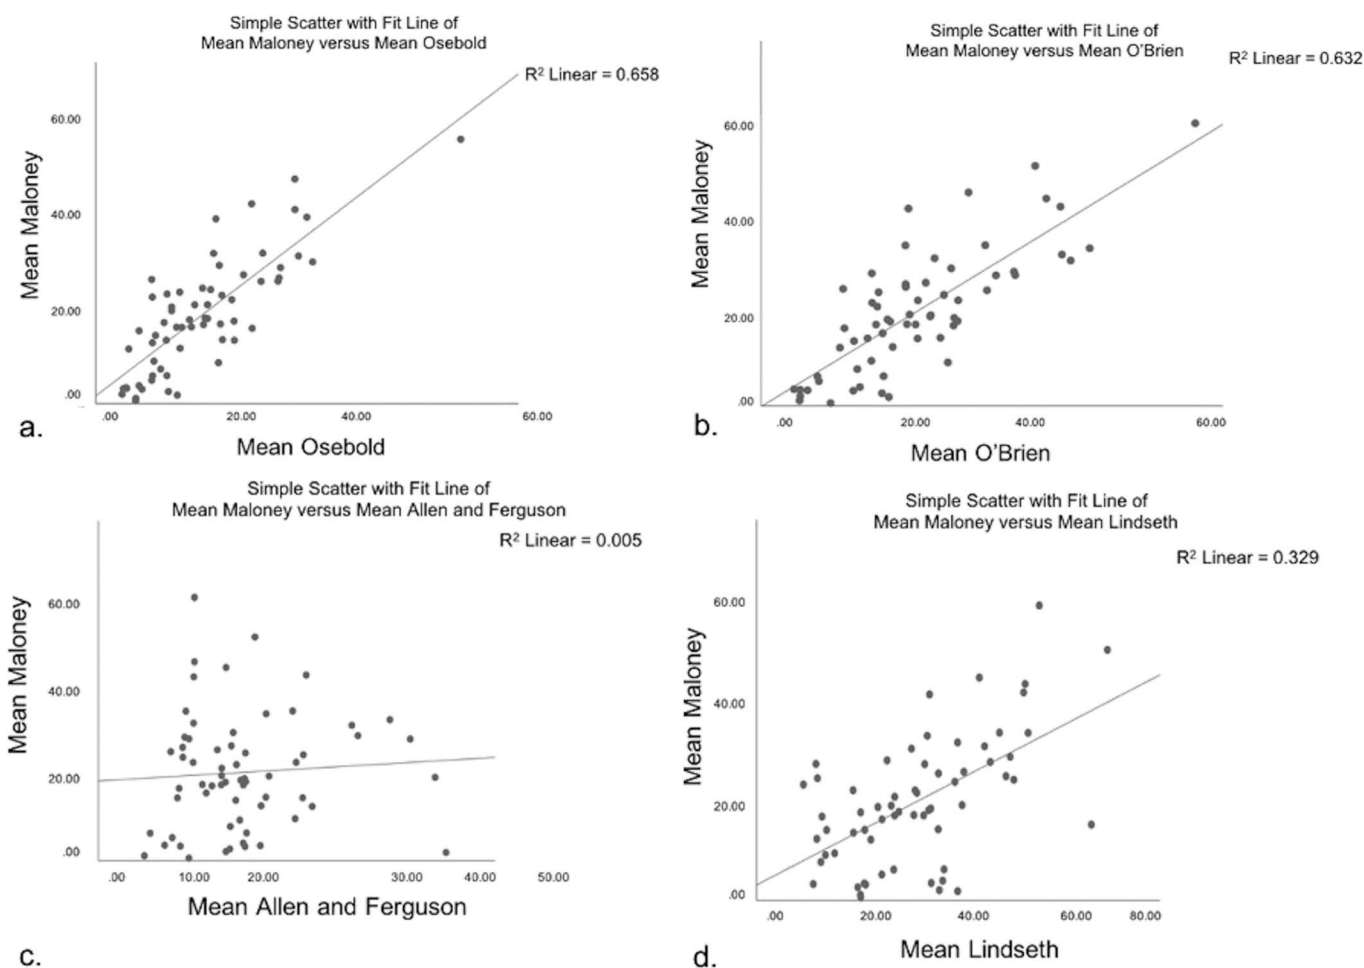 Simple Scatter with Fit Line of
Mean Maloney versus Mean Osebold
R² Linear = 0.658
Mean Maloney
60.00
40.00
20.00
.00
.00 20.00 40.00 60.00
Mean Osebold
a.
Simple Scatter with Fit Line of
Mean Maloney versus Mean O'Brien
R² Linear = 0.632
Mean Maloney
60.00
40.00
20.00
.00
.00 20.00 40.00 60.00
Mean O'Brien
b.
Simple Scatter with Fit Line of
Mean Maloney versus Mean Allen and Ferguson
R² Linear = 0.005
Mean Maloney
60.00
40.00
20.00
.00
.00 10.00 20.00 30.00 40.00 50.00
Mean Allen and Ferguson
c.
Simple Scatter with Fit Line of
Mean Maloney versus Mean Lindseth
R² Linear = 0.329
Mean Maloney
60.00
40.00
20.00
.00
.00 20.00 40.00 60.00 80.00
Mean Lindseth
d.